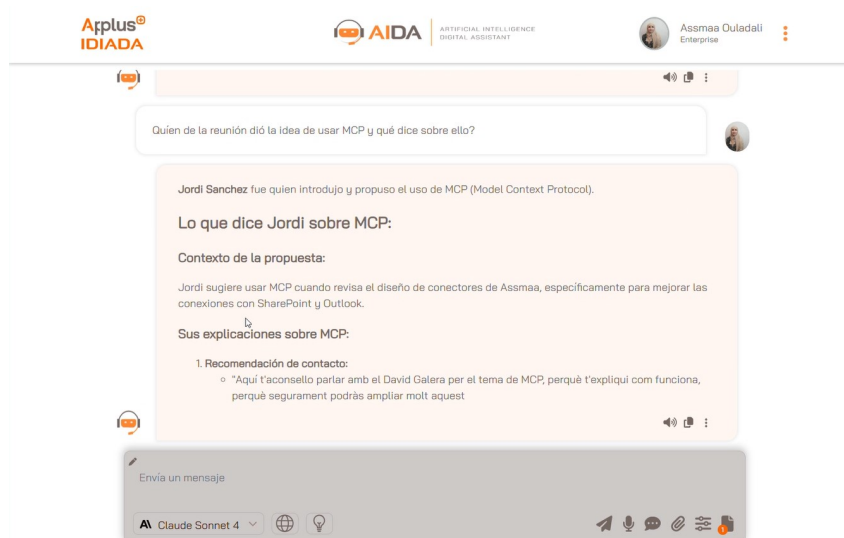 Applus⊕
IDIADA
AIDA
ARTIFICIAL INTELLIGENCE
DIGITAL ASSISTANT
Assmaa Ouladali
Enterprise
Quíen de la reunión dió la idea de usar MCP y qué dice sobre ello?
Jordi Sanchez fue quien introdujo y propuso el uso de MCP (Model Context Protocol).
Lo que dice Jordi sobre MCP:
Contexto de la propuesta:
Jordi sugiere usar MCP cuando revisa el diseño de conectores de Assmaa, específicamente para mejorar las
conexiones con SharePoint y Outlook.
Sus explicaciones sobre MCP:
1. Recomendación de contacto:
"Aquí t'aconsello parlar amb el David Galera per el tema de MCP, perquè t'expliqui com funciona,
perquè segurament podràs ampliar molt aquest
Envía un mensaje
A\ Claude Sonnet 4
1